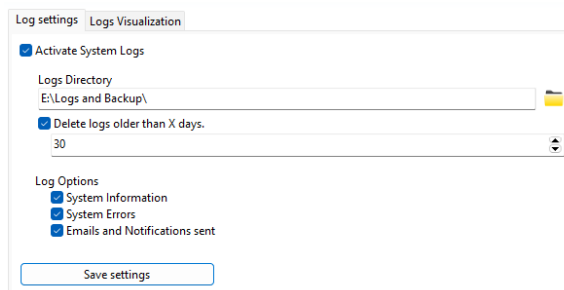 Log settings Logs Visualization
Activate System Logs
Logs Directory
E:\Logs and Backup\
Delete logs older than X days.
30
Log Options
System Information
System Errors
Emails and Notifications sent
Save settings